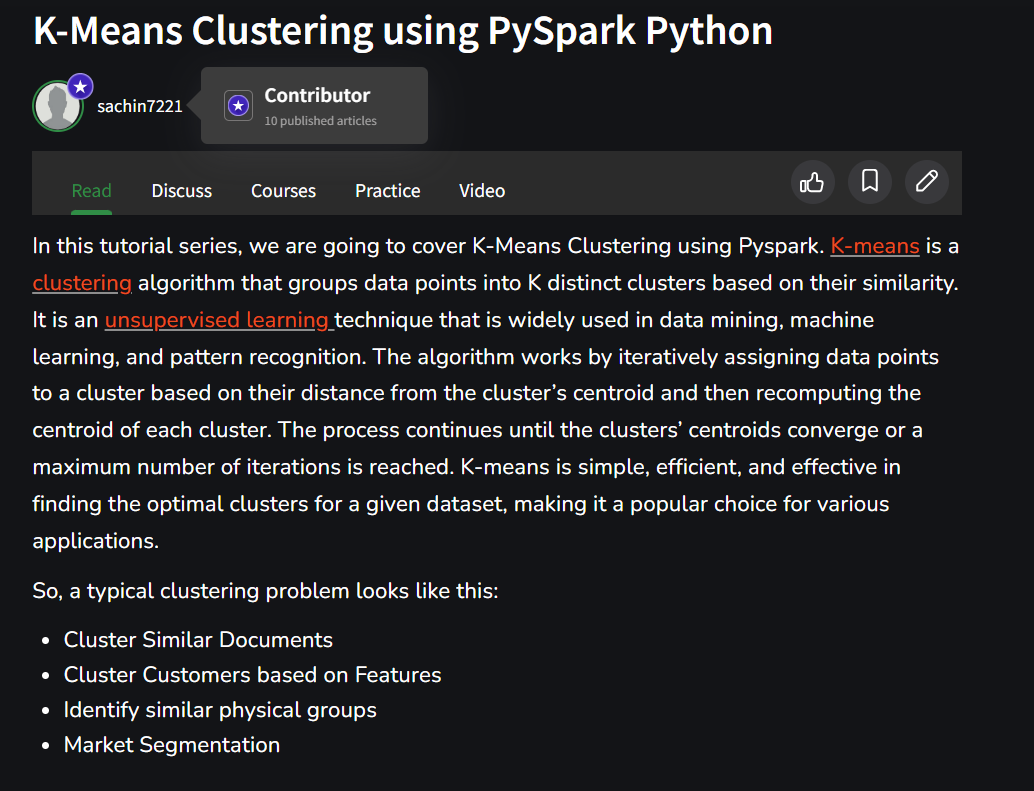 K-Means Clustering using PySpark Python
sachin7221
Contributor
10 published articles
Read Discuss Courses Practice Video
In this tutorial series, we are going to cover K-Means Clustering using Pyspark. K-means is a
clustering algorithm that groups data points into K distinct clusters based on their similarity.
It is an unsupervised learning technique that is widely used in data mining, machine
learning, and pattern recognition. The algorithm works by iteratively assigning data points
to a cluster based on their distance from the cluster’s centroid and then recomputing the
centroid of each cluster. The process continues until the clusters’ centroids converge or a
maximum number of iterations is reached. K-means is simple, efficient, and effective in
finding the optimal clusters for a given dataset, making it a popular choice for various
applications.
So, a typical clustering problem looks like this:
• Cluster Similar Documents
• Cluster Customers based on Features
• Identify similar physical groups
• Market Segmentation